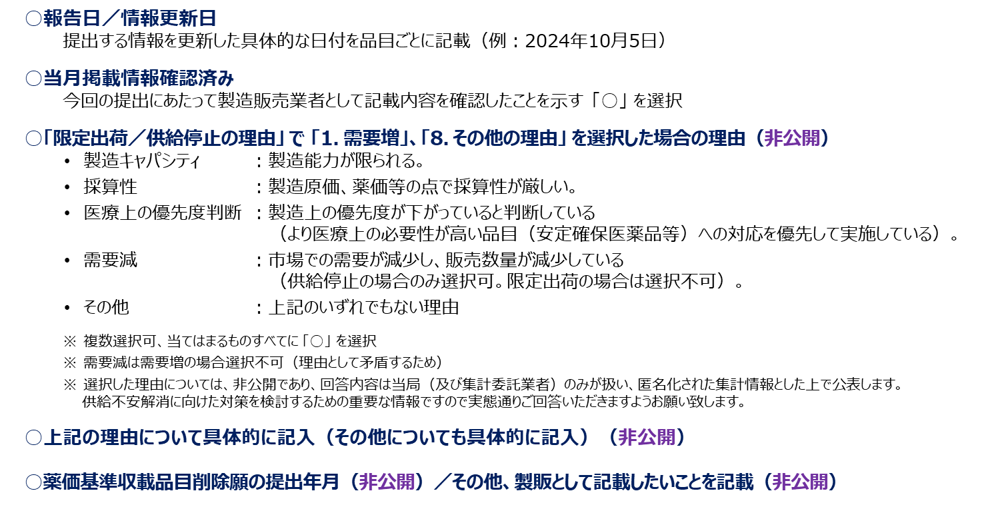 ○報告日／情報更新日
提出する情報を更新した具体的な日付を品目ごとに記載（例：2024年10月5日）
○当月掲載情報確認済み
今回の提出にあたって製造販売業者として記載内容を確認したことを示す「○」を選択
○「限定出荷／供給停止の理由」で「1. 需要増」、「8. その他の理由」を選択した場合の理由（非公開）
• 製造キャパシティ ：製造能力が限られる。
• 採算性 ：製造原価、薬価等の点で採算性が厳しい。
• 医療上の優先度判断 ：製造上の優先度が下がっていると判断している
（より医療上の必要性が高い品目（安定確保医薬品等）への対応を優先して実施している）。
• 需要減 ：市場での需要が減少し、販売数量が減少している
（供給停止の場合のみ選択可。限定出荷の場合は選択不可）。
• その他 ：上記のいずれでもない理由
※ 複数選択可、当てはまるものすべてに「○」を選択
※ 需要減は需要増の場合選択不可（理由として矛盾するため）
※ 選択した理由については、非公開であり、回答内容は当局（及び集計委託業者）のみが扱い、匿名化された集計情報とした上で公表します。
供給不安解消に向けた対策を検討するための重要な情報ですので実態通りご回答いただきますようお願い致します。
○上記の理由について具体的に記入（その他についても具体的に記入）（非公開）
○薬価基準収載品目削除願の提出年月（非公開）／その他、製販として記載したいことを記載（非公開）